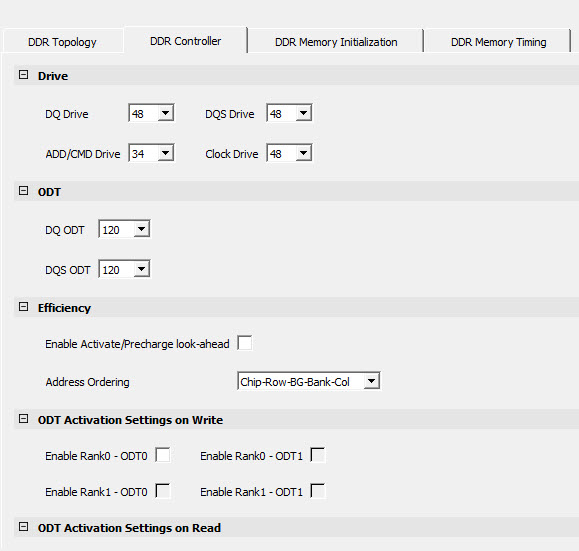 DDR Topology DDR Controller DDR Memory Initialization DDR Memory Timing
Drive
DQ Drive 48 DQS Drive 48
ADD/CMD Drive 34 Clock Drive 48
ODT
DQ ODT 120
DQS ODT 120
Efficiency
Enable Activate/Precharge look-ahead
Address Ordering Chip-Row-BG-Bank-Col
ODT Activation Settings on Write
Enable Rank0 - ODT0 Enable Rank0 - ODT1
Enable Rank1 - ODT0 Enable Rank1 - ODT1
ODT Activation Settings on Read